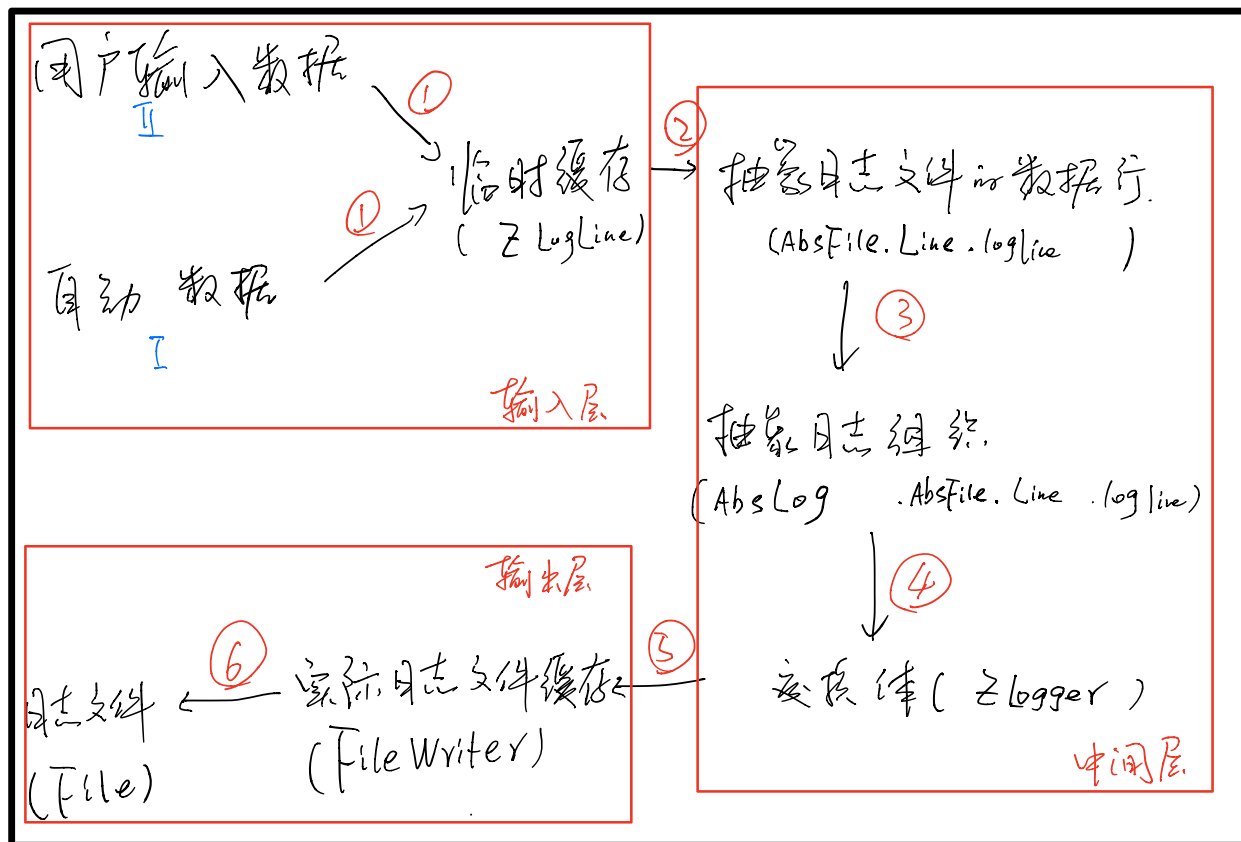 用户输入数据
II
①
①
临时缓存
( ZLogLine)
自动 数据
I
输入层
②
抽象日志文件的数据行.
(AbsFile.Line.logline )
③
抽象日志组织
(AbsLog .AbsFile.Line .logline)
④
(ZLogger)
中间层
⑤
输出层
实际日志文件缓存
(FileWriter)
⑥
日志文件
(File)